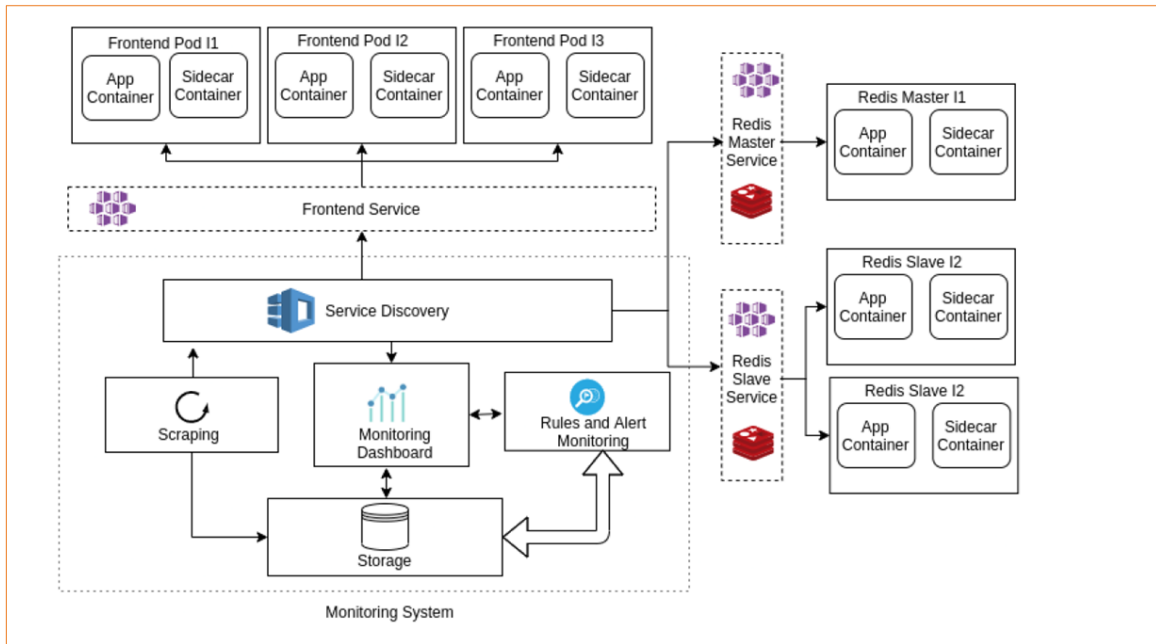 Frontend Pod I1
App
Container
Sidecar
Container
Frontend Pod I2
App
Container
Sidecar
Container
Frontend Pod I3
App
Container
Sidecar
Container
Frontend Service
Redis
Master
Service
Redis Master I1
App
Container
Sidecar
Container
Service Discovery
Redis
Slave
Service
Redis Slave I2
App
Container
Sidecar
Container
Redis Slave I2
App
Container
Sidecar
Container
Scraping
Monitoring
Dashboard
Rules and Alert
Monitoring
Storage
Monitoring System